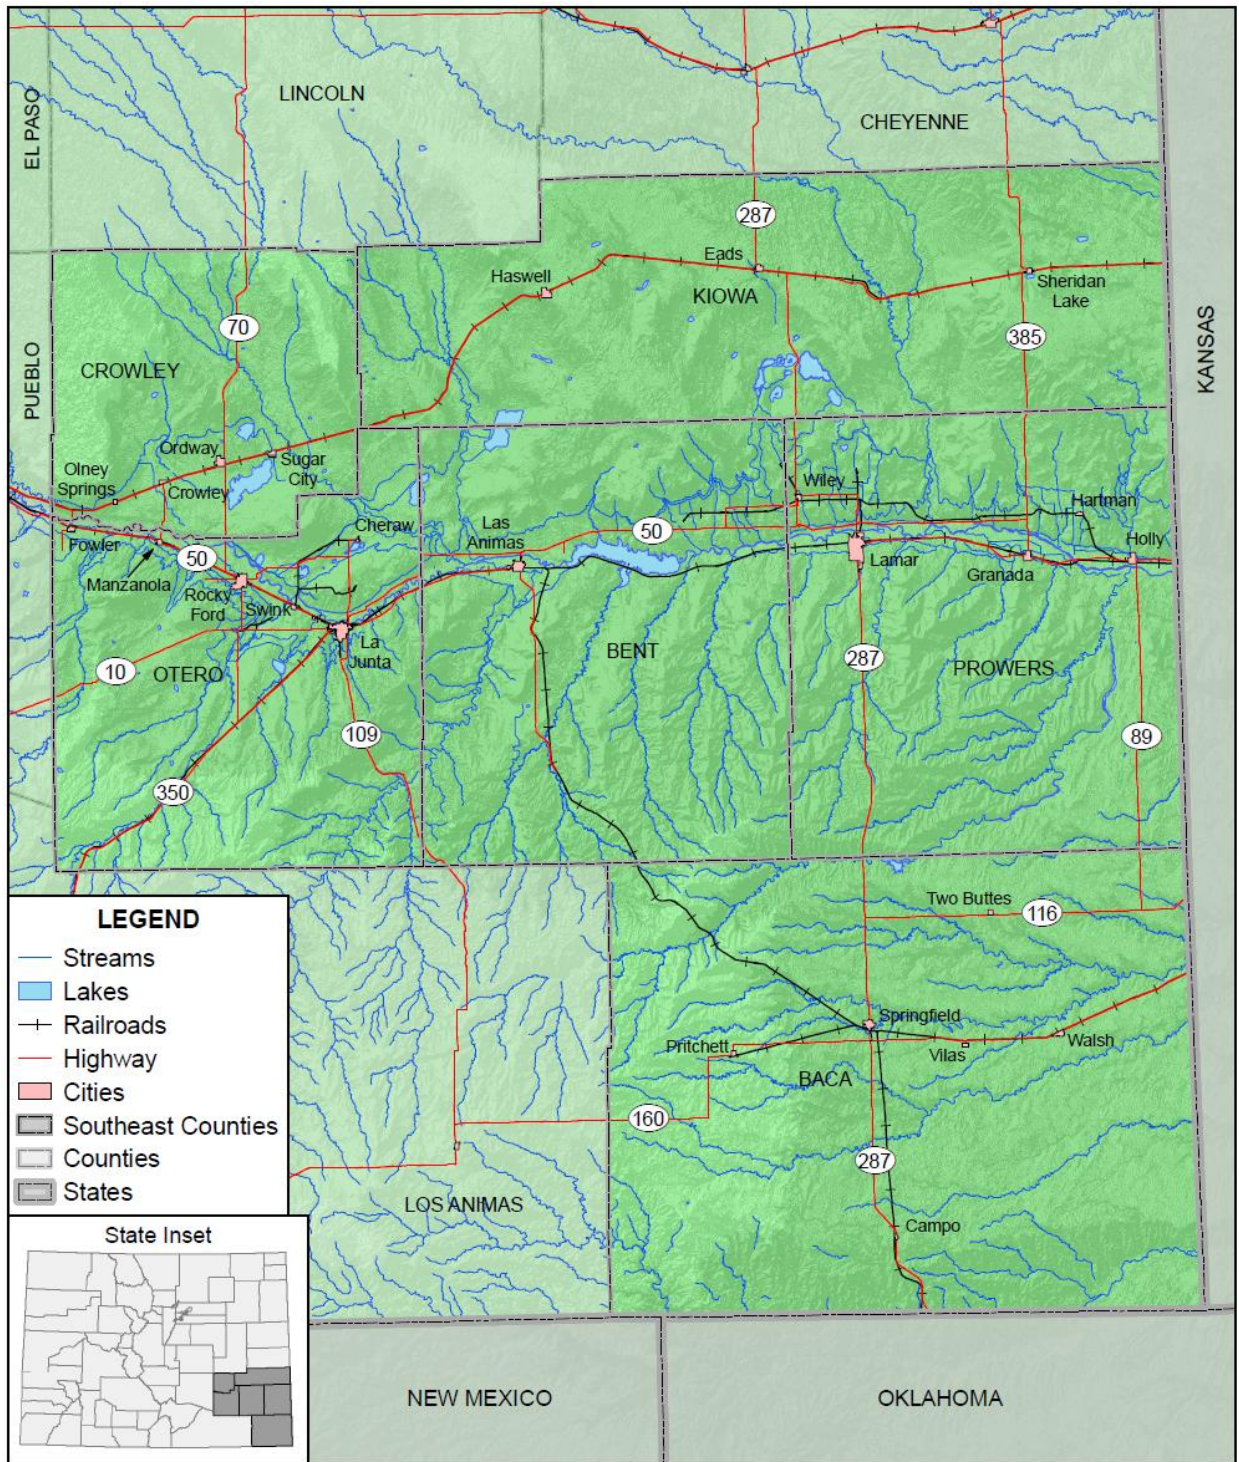 EL PASO
LINCOLN
CHEYENNE
287
Eads
Haswell
KIOWA
Sheridan
Lake
KANSAS
70
385
PUEBLO
CROWLEY
Ordway
Sugar
City
Olney
Springs
Crowley
Wiley
Hartman
Cheraw
Las
Animas
50
Fowler
50
Holly
Manzanola
Lamar
Granada
Rocky
Ford
Swink
La
Junta
BENT
287
PROWERS
10
OTERO
109
89
350
Two Buttes
116
LEGEND
Streams
Lakes
Railroads
Highway
Cities
Southeast Counties
Counties
States
Springfield
Pritchett
Vilas
Walsh
BACA
160
287
LOS ANIMAS
Campo
State Inset
NEW MEXICO
OKLAHOMA